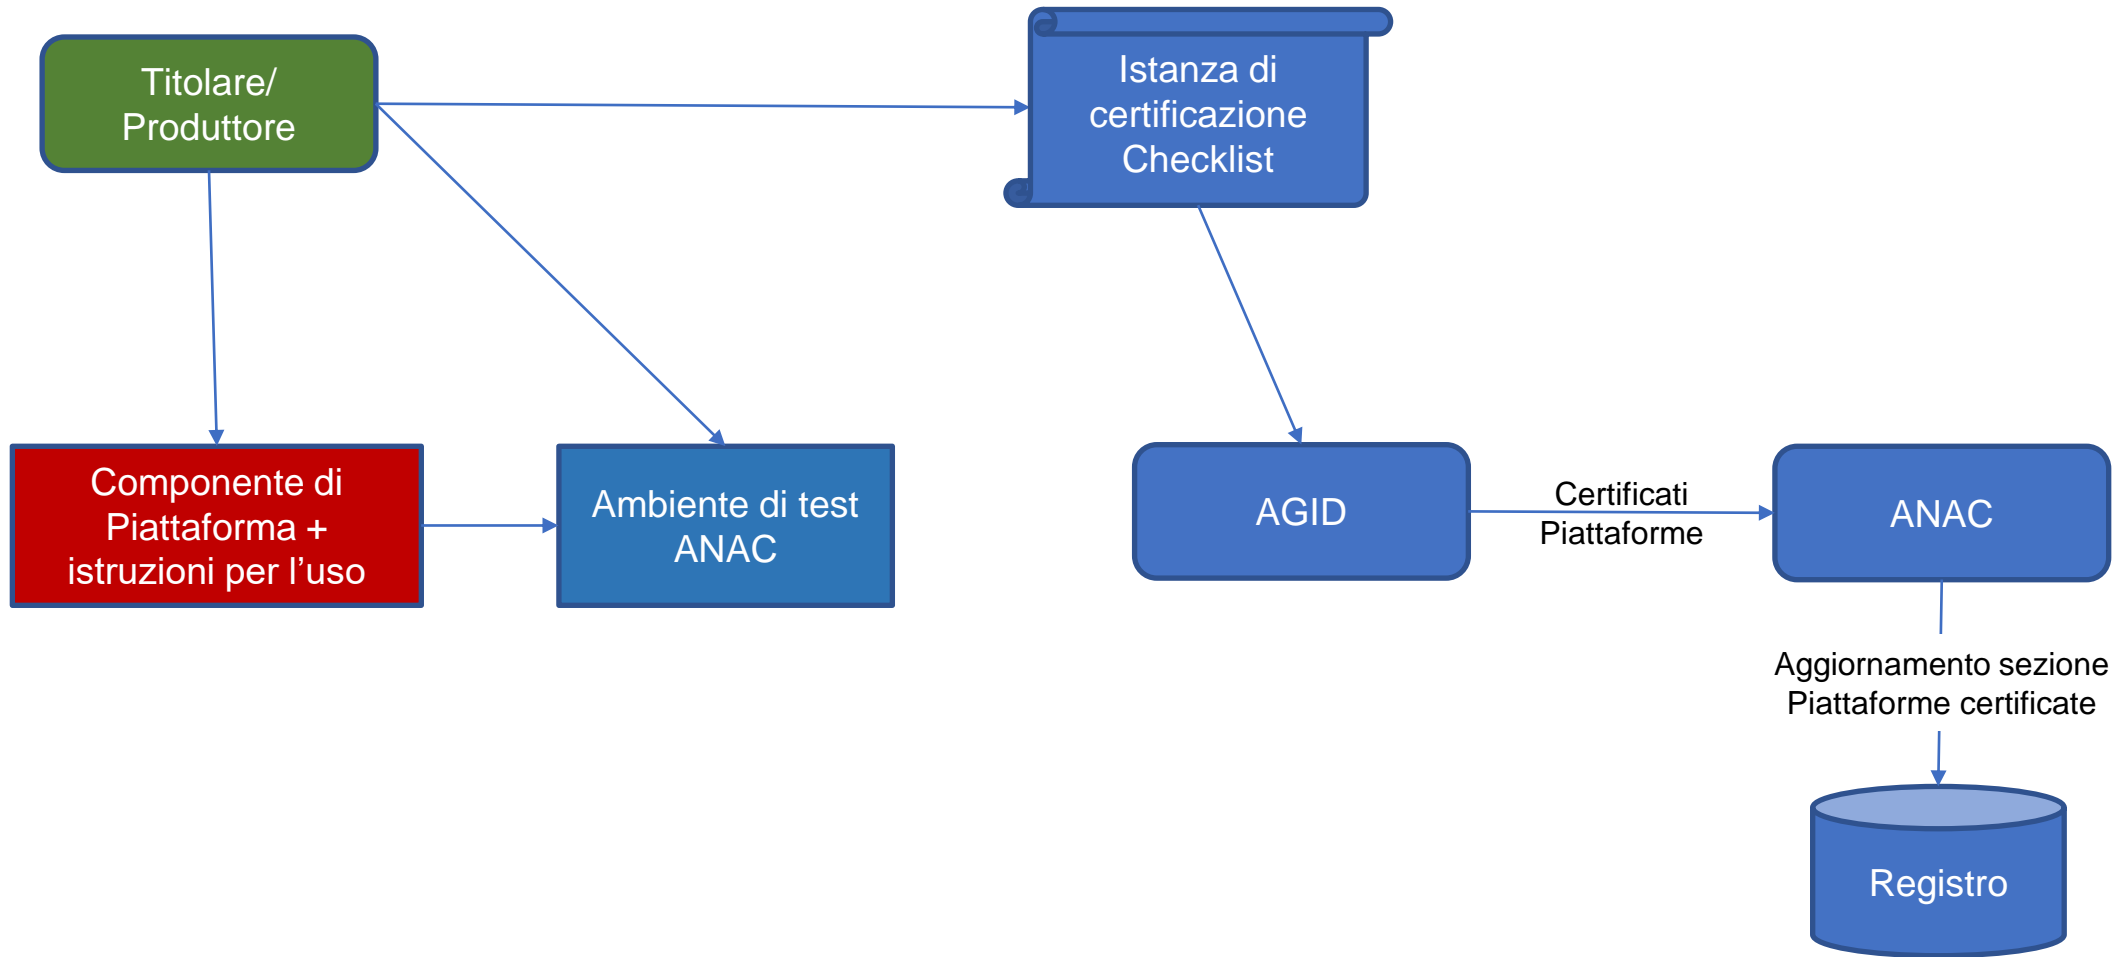 Titolare/
Produttore
Istanza di
certificazione
Checklist
Componente di
Piattaforma +
istruzioni per l’uso
Ambiente di test
ANAC
AGID
Certificati
Piattaforme
ANAC
Aggiornamento sezione
Piattaforme certificate
Registro